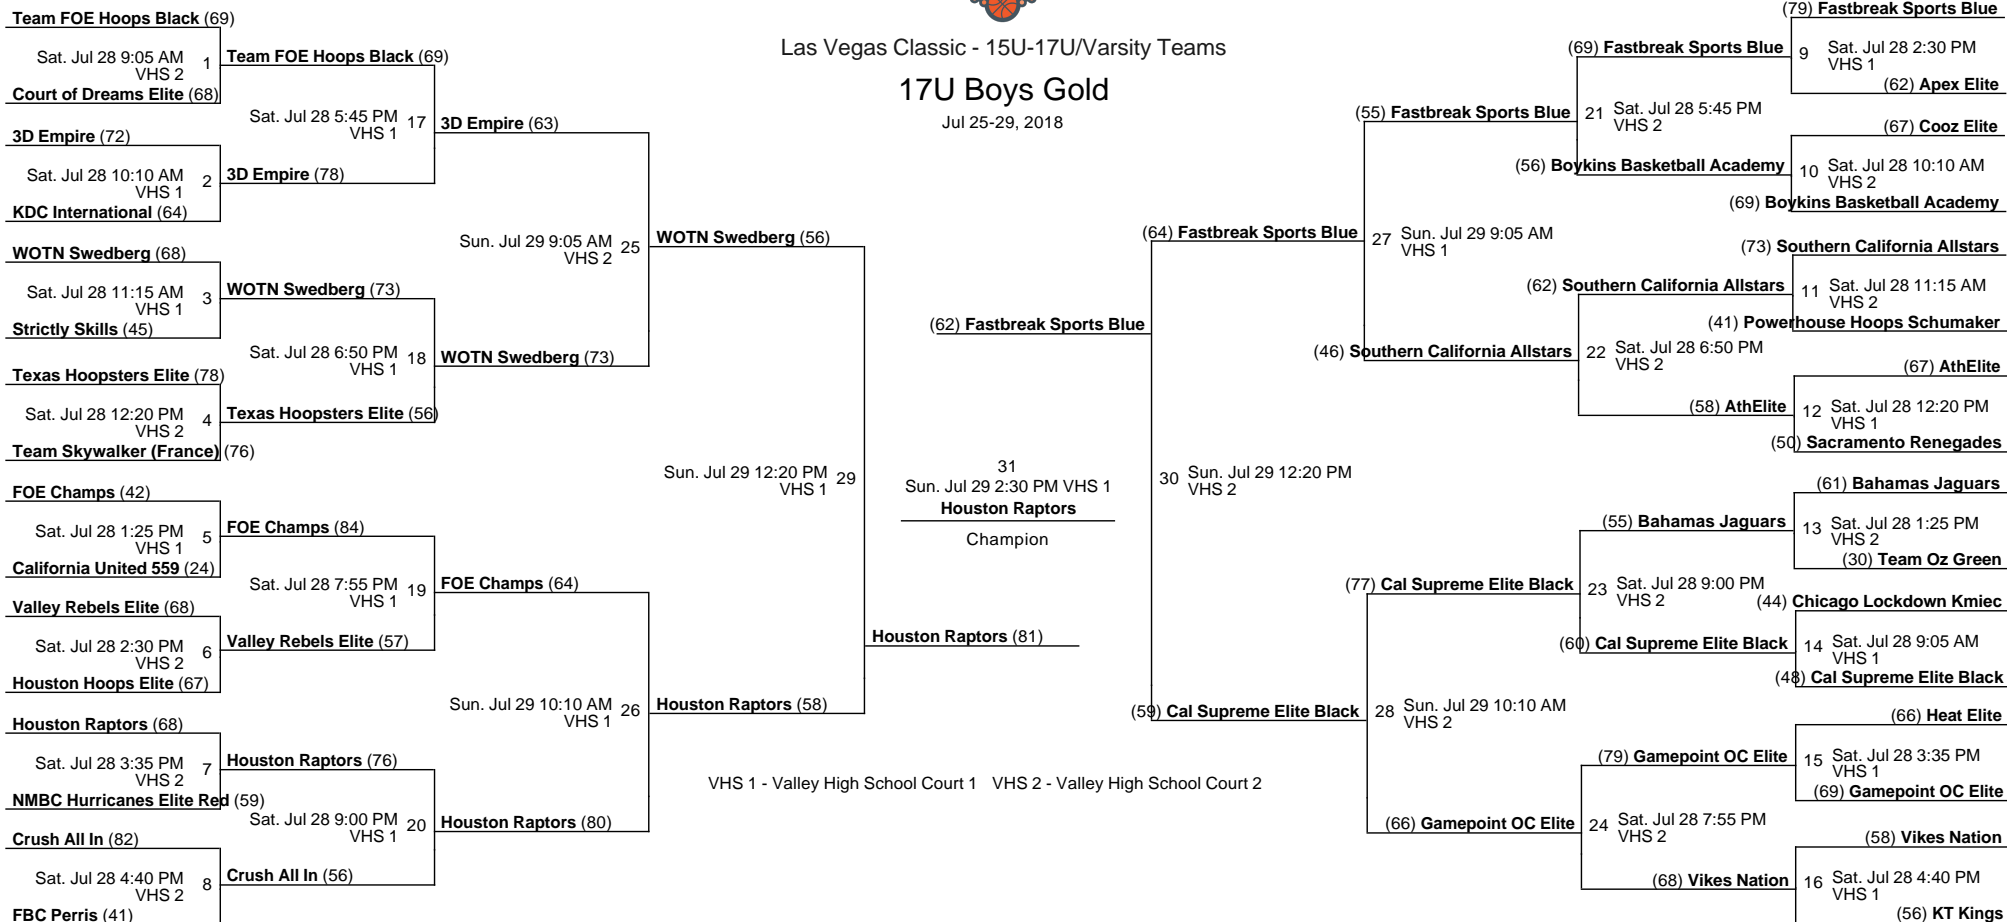 Las Vegas Classic - 15U-17U/Varsity Teams
17U Boys Gold
Jul 25-29, 2018
Team FOE Hoops Black (69)
Sat. Jul 28 9:05 AM
VHS 2
1
Court of Dreams Elite (68)
3D Empire (72)
Sat. Jul 28 10:10 AM
VHS 1
2
KDC International (64)
WOTN Swedberg (68)
Sat. Jul 28 11:15 AM
VHS 1
3
Strictly Skills (45)
Texas Hoopsters Elite (78)
Sat. Jul 28 12:20 PM
VHS 2
4
Team Skywalker (France) (76)
FOE Champs (42)
Sat. Jul 28 1:25 PM
VHS 1
5
California United 559 (24)
Valley Rebels Elite (68)
Sat. Jul 28 2:30 PM
VHS 2
6
Houston Hoops Elite (67)
Houston Raptors (68)
Sat. Jul 28 3:35 PM
VHS 2
7
NMBC Hurricanes Elite Red (59)
Crush All In (82)
Sat. Jul 28 4:40 PM
VHS 2
8
FBC Perris (41)
Team FOE Hoops Black (69)
Sat. Jul 28 5:45 PM
VHS 1
17
3D Empire (78)
WOTN Swedberg (73)
Sat. Jul 28 6:50 PM
VHS 1
18
Texas Hoopsters Elite (56)
FOE Champs (84)
Sat. Jul 28 7:55 PM
VHS 1
19
Valley Rebels Elite (57)
Houston Raptors (76)
Sat. Jul 28 9:00 PM
VHS 1
20
Crush All In (56)
3D Empire (63)
Sun. Jul 29 9:05 AM
VHS 2
25
WOTN Swedberg (73)
FOE Champs (64)
Sun. Jul 29 10:10 AM
VHS 1
26
Houston Raptors (80)
WOTN Swedberg (56)
Sun. Jul 29 12:20 PM
VHS 1
29
Houston Raptors (58)
(62) Fastbreak Sports Blue
31
Sun. Jul 29 2:30 PM VHS 1
Houston Raptors
Champion
Houston Raptors (81)
VHS 1 - Valley High School Court 1 VHS 2 - Valley High School Court 2
(64) Fastbreak Sports Blue
30
Sun. Jul 29 12:20 PM
VHS 2
(59) Cal Supreme Elite Black
(55) Fastbreak Sports Blue
27
Sun. Jul 29 9:05 AM
VHS 1
(46) Southern California Allstars
(77) Cal Supreme Elite Black
28
Sun. Jul 29 10:10 AM
VHS 2
(66) Gamepoint OC Elite
(69) Fastbreak Sports Blue
21
Sat. Jul 28 5:45 PM
VHS 2
(56) Boykins Basketball Academy
(62) Southern California Allstars
22
Sat. Jul 28 6:50 PM
VHS 2
(58) AthElite
(55) Bahamas Jaguars
23
Sat. Jul 28 9:00 PM
VHS 2
(60) Cal Supreme Elite Black
(79) Gamepoint OC Elite
24
Sat. Jul 28 7:55 PM
VHS 2
(68) Vikes Nation
(79) Fastbreak Sports Blue
9
Sat. Jul 28 2:30 PM
VHS 1
(62) Apex Elite
(67) Cooz Elite
10
Sat. Jul 28 10:10 AM
VHS 2
(69) Boykins Basketball Academy
(73) Southern California Allstars
11
Sat. Jul 28 11:15 AM
VHS 2
(41) Powerhouse Hoops Schumaker
(67) AthElite
12
Sat. Jul 28 12:20 PM
VHS 1
(50) Sacramento Renegades
(61) Bahamas Jaguars
13
Sat. Jul 28 1:25 PM
VHS 2
(30) Team Oz Green
(44) Chicago Lockdown Kmiec
14
Sat. Jul 28 9:05 AM
VHS 1
(48) Cal Supreme Elite Black
(66) Heat Elite
15
Sat. Jul 28 3:35 PM
VHS 1
(69) Gamepoint OC Elite
(58) Vikes Nation
16
Sat. Jul 28 4:40 PM
VHS 1
(56) KT Kings